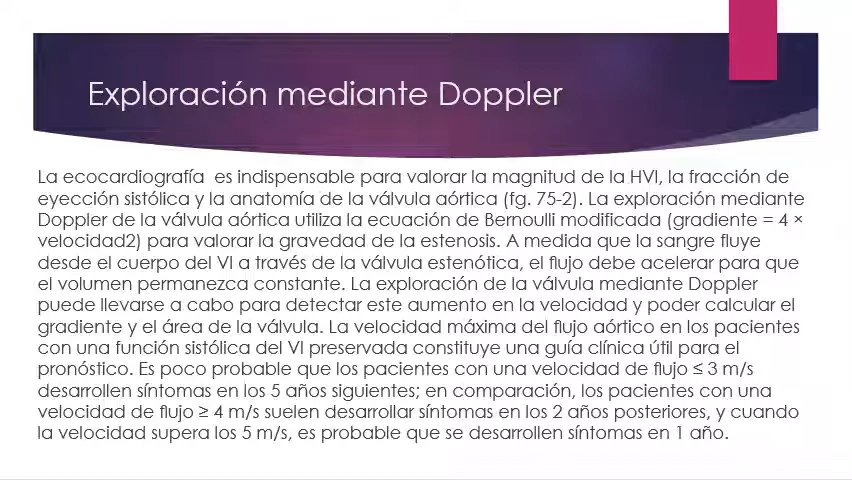 Exploración mediante Doppler
La ecocardiografía  es indispensable para valorar la magnitud de la HVI, la fracción de
eyección sistólica y la anatomía de la válvula aórtica (fg. 75-2). La exploración mediante
Doppler de la válvula aórtica utiliza la ecuación de Bernoulli modificada (gradiente = 4 ×
velocidad2) para valorar la gravedad de la estenosis. A medida que la sangre fluye
desde el cuerpo del VI a través de la válvula estenótica, el flujo debe acelerar para que
el volumen permanezca constante. La exploración de la válvula mediante Doppler
puede llevarse a cabo para detectar este aumento en la velocidad y poder calcular el
gradiente y el área de la válvula. La velocidad máxima del flujo aórtico en los pacientes
con una función sistólica del VI preservada constituye una guía clínica útil para el
pronóstico. Es poco probable que los pacientes con una velocidad de flujo ≤ 3 m/s
desarrollen síntomas en los 5 años siguientes; en comparación, los pacientes con una
velocidad de flujo ≥ 4 m/s suelen desarrollar síntomas en los 2 años posteriores, y cuando
la velocidad supera los 5 m/s, es probable que se desarrollen síntomas en 1 año.